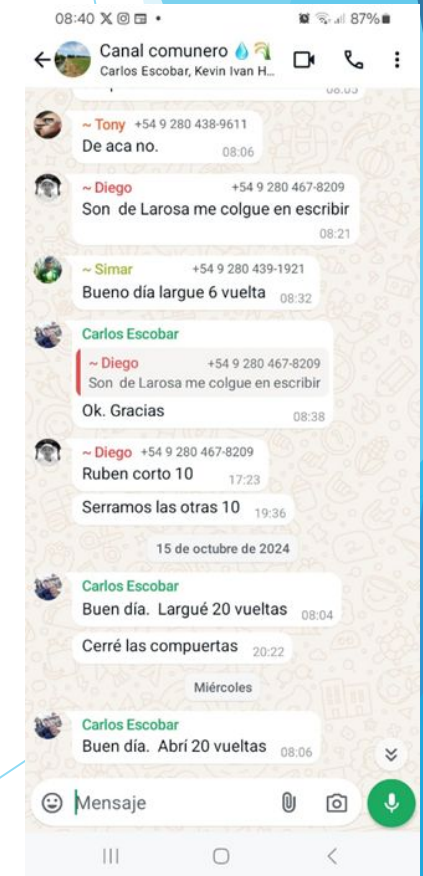 08:40
87%
Canal comunero
Carlos Escobar, Kevin Ivan H...
08:05
~ Tony +54 9 280 438-9611
De aca no.
08:06
~ Diego +54 9 280 467-8209
Son de Larosa me colgue en escribir
08:21
~ Simar +54 9 280 439-1921
Bueno día largue 6 vuelta 08:32
Carlos Escobar
~ Diego +54 9 280 467-8209
Son de Larosa me colgue en escribir
Ok. Gracias
08:38
~ Diego +54 9 280 467-8209
Ruben corto 10 17:23
Serramos las otras 10 19:36
15 de octubre de 2024
Carlos Escobar
Buen día. Largué 20 vueltas 08:04
Cerré las compuertas 20:22
Miércoles
Carlos Escobar
Buen día. Abrí 20 vueltas 08:06
Mensaje